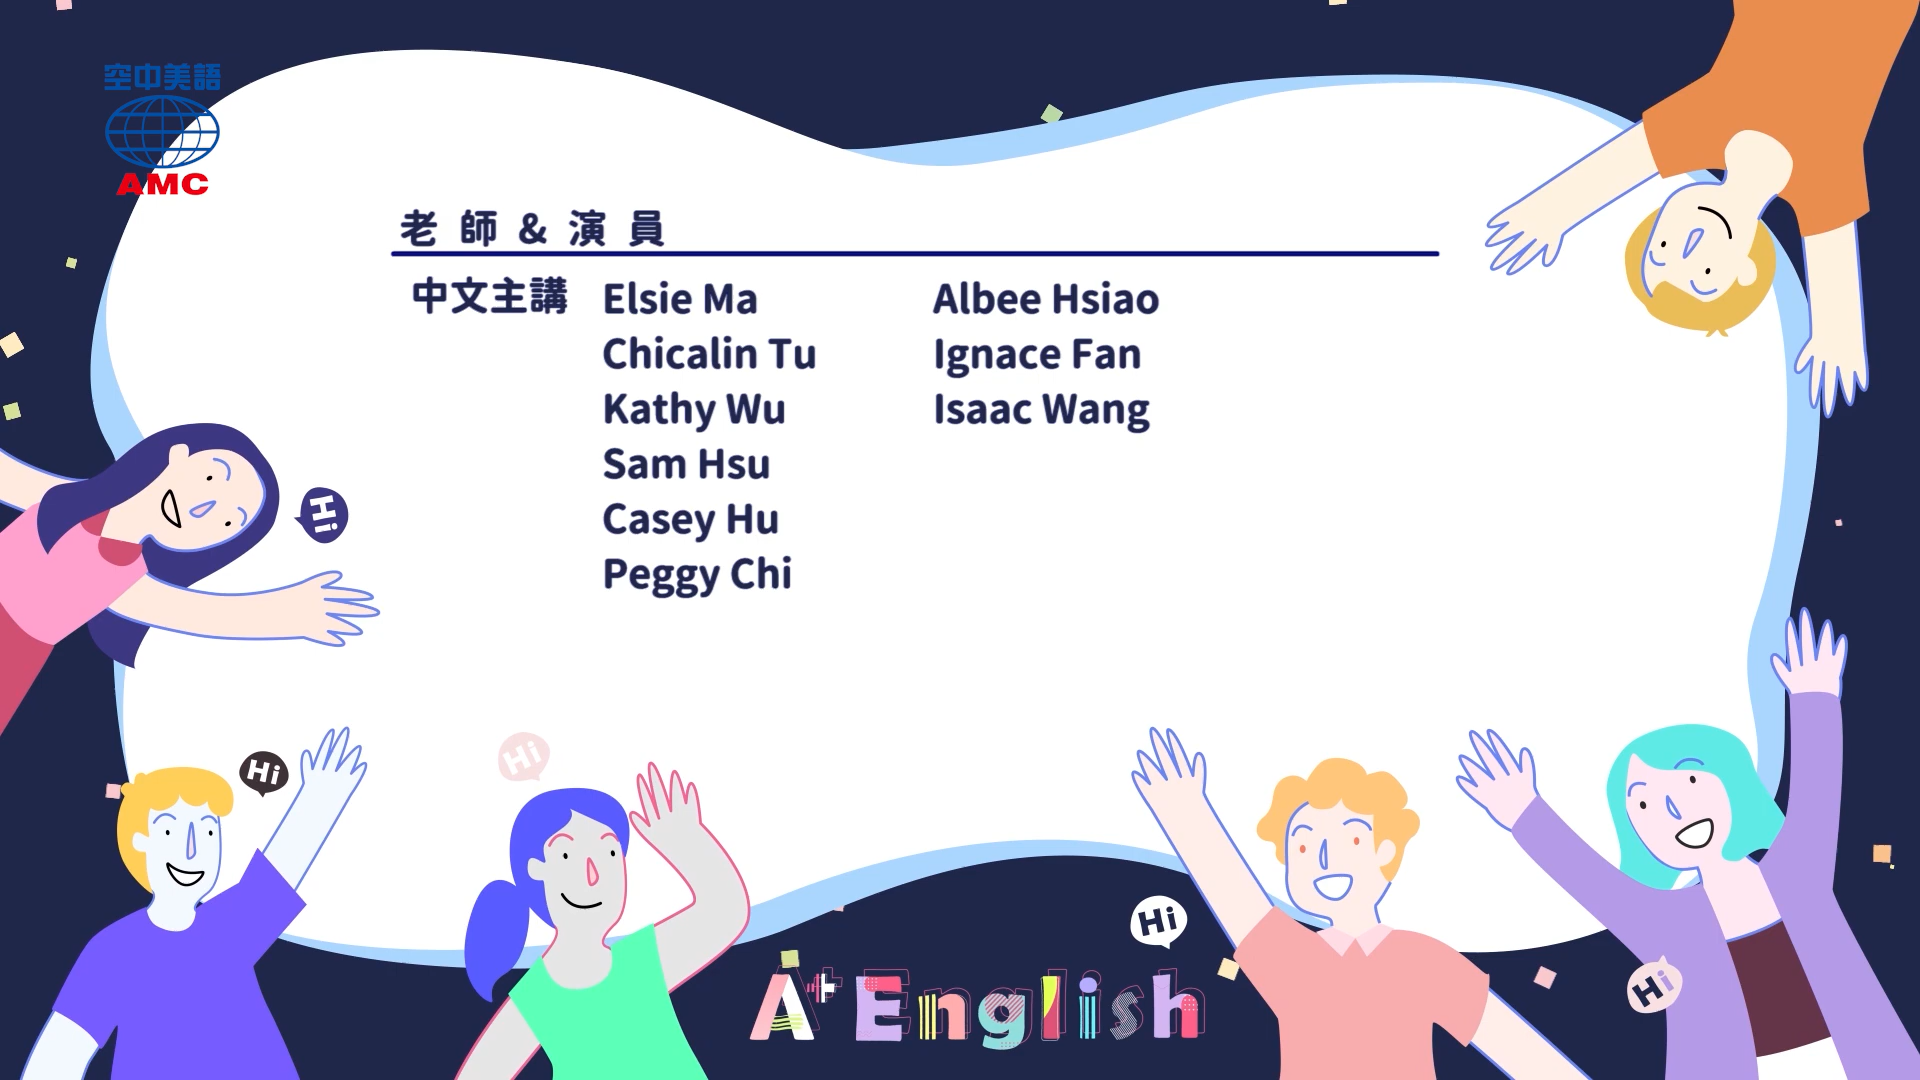 空中美語
AMC
老師&演員
中文主講
Elsie Ma
Albee Hsiao
Chicalin Tu
Ignace Fan
Kathy Wu
Isaac Wang
Sam Hsu
Casey Hu
Peggy Chi
Hi
Hi
Hi
Hi
Hi
A+ English